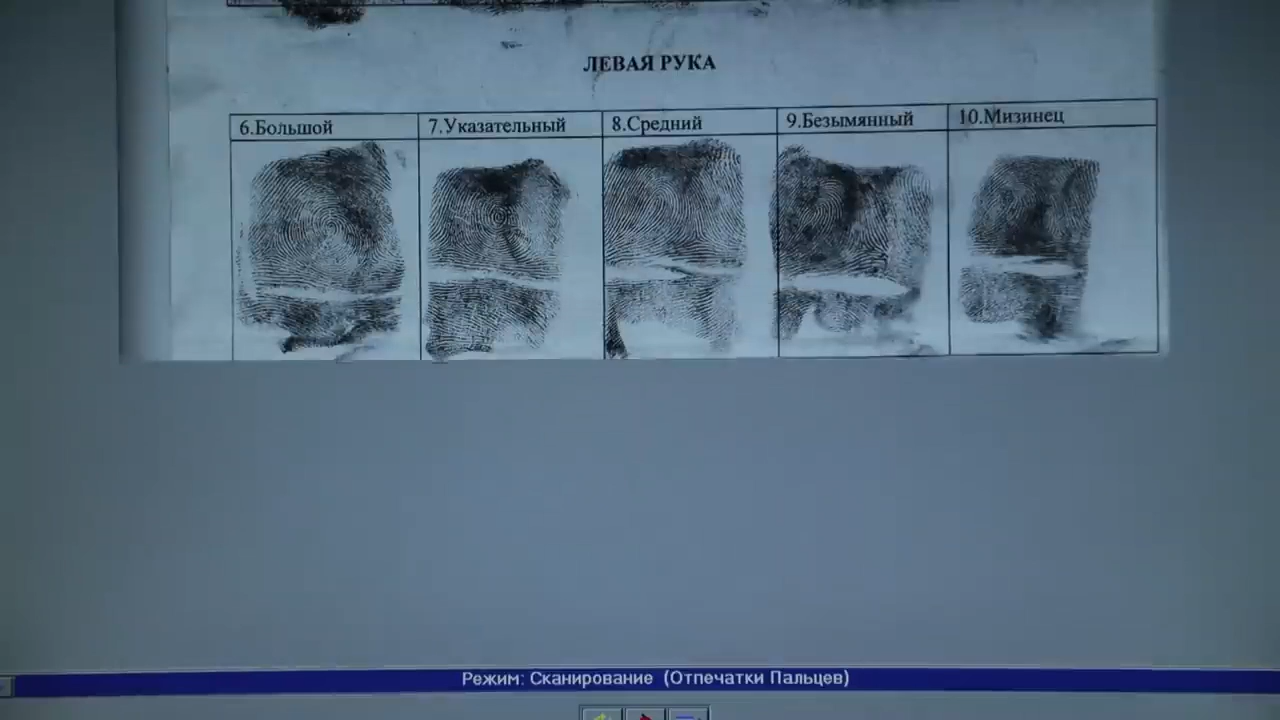 ЛЕВАЯ РУКА
6.Большой 7.Указательный 8.Средний 9.Безымянный 10.Мизинец
Режим: Сканирование (Отпечатки Пальцев)